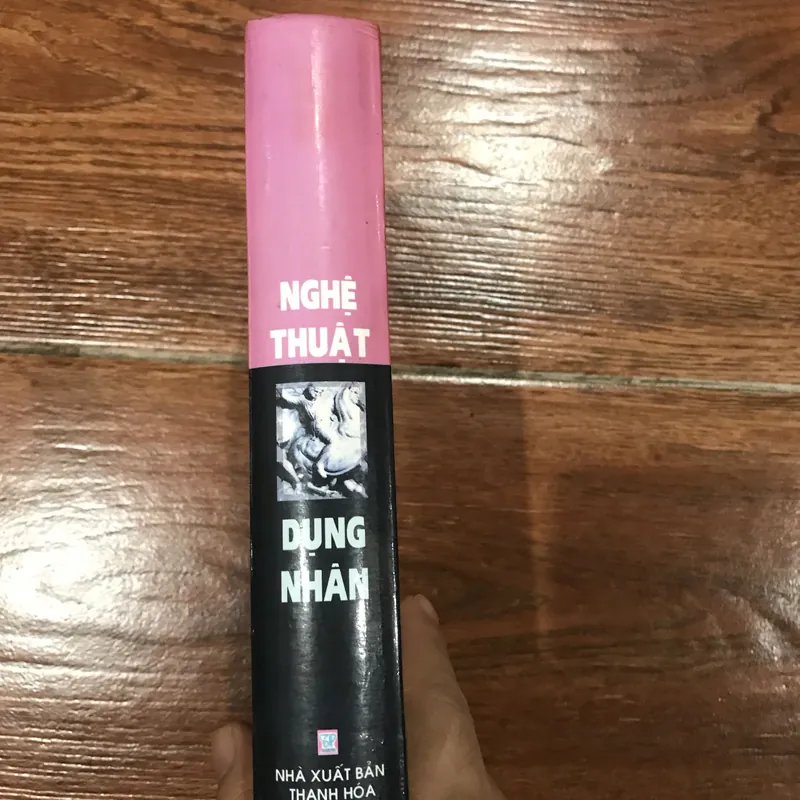 NGHỆ
THUẬT
DỤNG
NHÂN
NHÀ XUẤT BẢN
THANH HÓA